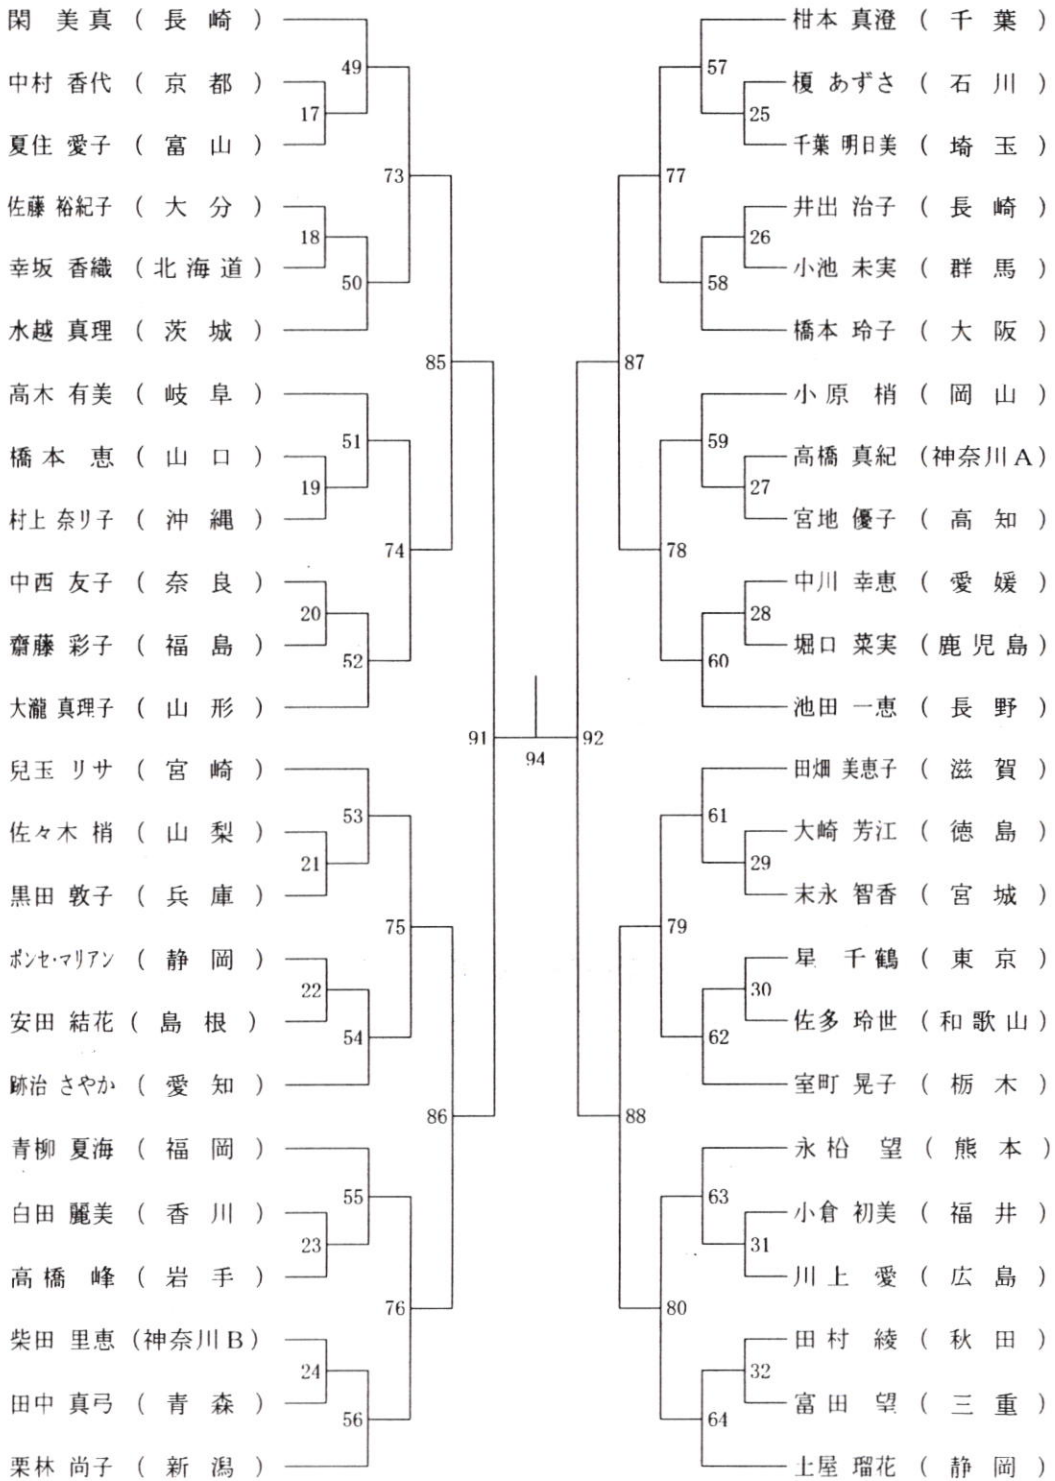 関 美真 (長崎)
中村 香代 (京都)
夏住 愛子 (富山)
佐藤 裕紀子 (大分)
幸坂 香織 (北海道)
水越 真理 (茨城)
高木 有美 (岐阜)
橋本 恵 (山口)
村上 奈リ子 (沖縄)
中西 友子 (奈良)
齋藤 彩子 (福島)
大瀧 真理子 (山形)
兒玉 リサ (宮崎)
佐々木 梢 (山梨)
黒田 敦子 (兵庫)
ポンセ・マリアン (静岡)
安田 結花 (島根)
跡治 さやか (愛知)
青柳 夏海 (福岡)
白田 麗美 (香川)
高橋 峰 (岩手)
柴田 里恵 (神奈川B)
田中 真弓 (青森)
栗林 尚子 (新潟)
17
18
19
20
21
22
23
24
49
50
51
52
53
54
55
56
73
74
75
76
85
86
91
94
92
87
88
77
78
79
80
57
58
59
60
61
62
63
64
25
26
27
28
29
30
31
32
柑本 真澄 (千葉)
榎 あずさ (石川)
千葉 明日美 (埼玉)
井出 治子 (長崎)
小池 未実 (群馬)
橋本 玲子 (大阪)
小原 梢 (岡山)
高橋 真紀 (神奈川A)
宮地 優子 (高知)
中川 幸恵 (愛媛)
堀口 菜実 (鹿児島)
池田 一恵 (長野)
田畑 美恵子 (滋賀)
大崎 芳江 (徳島)
末永 智香 (宮城)
星 千鶴 (東京)
佐多 玲世 (和歌山)
室町 晃子 (栃木)
永松 望 (熊本)
小倉 初美 (福井)
川上 愛 (広島)
田村 綾 (秋田)
富田 望 (三重)
土屋 瑠花 (静岡)